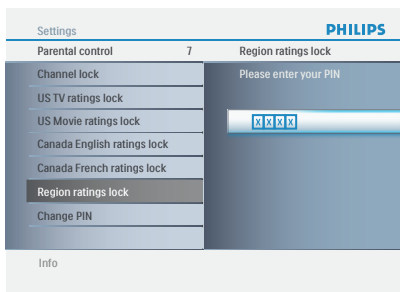 Settings
PHILIPS
Parental control 7
Region ratings lock
Channel lock
Please enter your PIN
US TV ratings lock
US Movie ratings lock
X X X X
Canada English ratings lock
Canada French ratings lock
Region ratings lock
Change PIN
Info